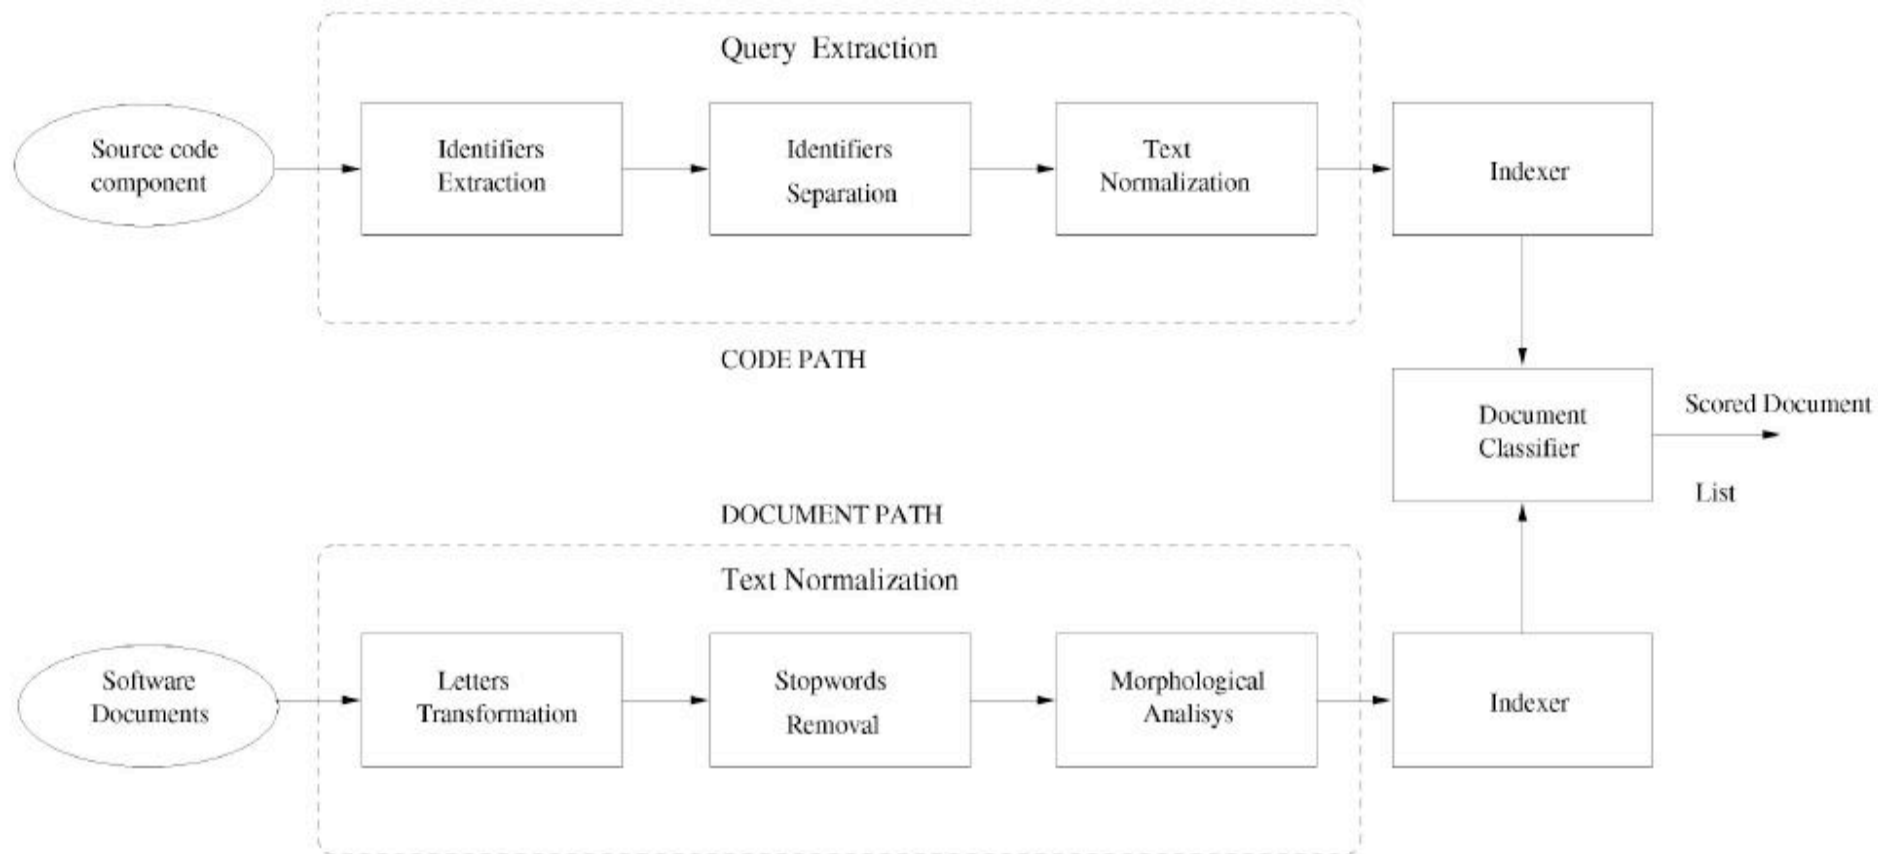 Query Extraction
Source code
component
Identifiers
Extraction
Identifiers
Separation
Text
Normalization
Indexer
CODE PATH
Document
Classifier
Scored Document
List
DOCUMENT PATH
Text Normalization
Software
Documents
Letters
Transformation
Stopwords
Removal
Morphological
Analisys
Indexer